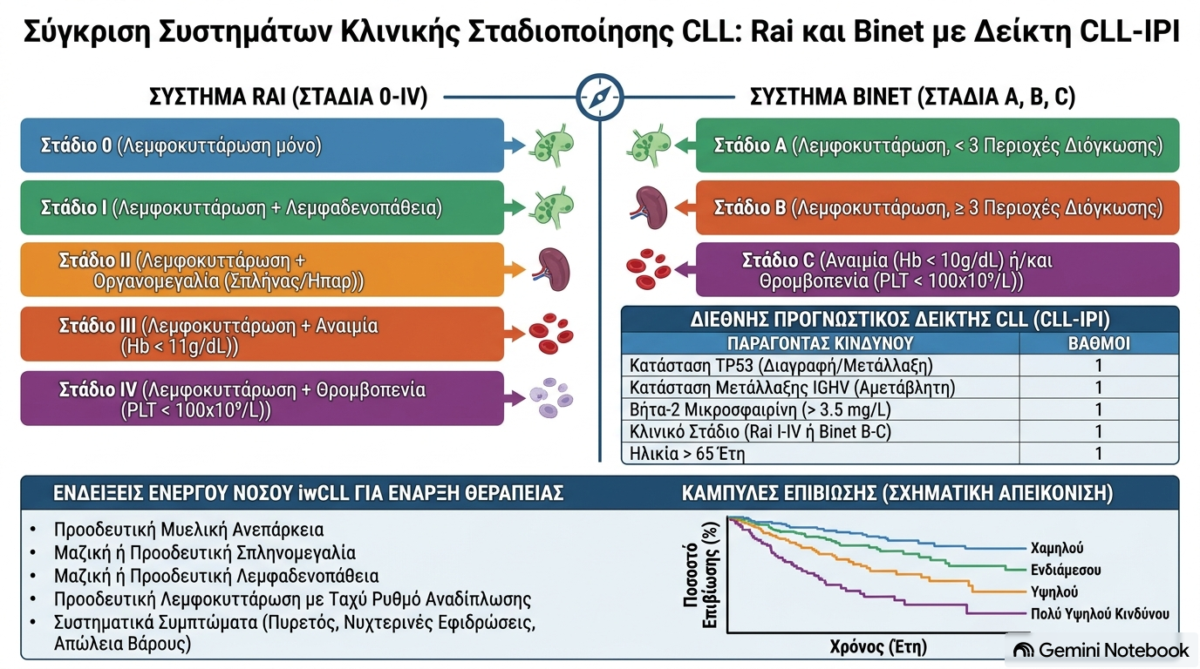 Σύγκριση Συστημάτων Κλινικής Σταδιοποίησης CLL: Rai και Binet με Δείκτη CLL-IPI
ΣΥΣΤΗΜΑ RAI (ΣΤΑΔΙΑ 0-IV)
Στάδιο 0 (Λεμφοκυττάρωση μόνο)
Στάδιο I (Λεμφοκυττάρωση + Λεμφαδενοπάθεια)
Στάδιο II (Λεμφοκυττάρωση +
Οργανομεγαλία (Σπλήνας/Ηπαρ))
Στάδιο III (Λεμφοκυττάρωση + Αναιμία
(Hb < 11g/dL))
Στάδιο IV (Λεμφοκυττάρωση + Θρομβοπενία
(PLT < 100x10⁹/L))
ΣΥΣΤΗΜΑ BINET (ΣΤΑΔΙΑ A, B, C)
Στάδιο A (Λεμφοκυττάρωση, < 3 Περιοχές Διόγκωσης)
Στάδιο B (Λεμφοκυττάρωση, ≥ 3 Περιοχές Διόγκωσης)
Στάδιο C (Αναιμία (Hb < 10g/dL) ή/και
Θρομβοπενία (PLT < 100x10⁹/L))
ΔΙΕΘΝΗΣ ΠΡΟΓΝΩΣΤΙΚΟΣ ΔΕΙΚΤΗΣ CLL (CLL-IPI)
ΠΑΡΑΓΟΝΤΑΣ ΚΙΝΔΥΝΟΥ ΒΑΘΜΟΙ
Κατάσταση TP53 (Διαγραφή/Μετάλλαξη) 1
Κατάσταση Μετάλλαξης IGHV (Αμετάβλητη) 1
Βήτα-2 Μικροσφαιρίνη (> 3.5 mg/L) 1
Κλινικό Στάδιο (Rai I-IV ή Binet B-C) 1
Ηλικία > 65 Έτη 1
ΕΝΔΕΙΞΕΙΣ ΕΝΕΡΓΟΥ ΝΟΣΟΥ iwCLL ΓΙΑ ΕΝΑΡΞΗ ΘΕΡΑΠΕΙΑΣ
• Προοδευτική Μυελική Ανεπάρκεια
• Μαζική ή Προοδευτική Σπληνομεγαλία
• Μαζική ή Προοδευτική Λεμφαδενοπάθεια
• Προοδευτική Λεμφοκυττάρωση με Ταχύ Ρυθμό Αναδίπλωσης
• Συστηματικά Συμπτώματα (Πυρετός, Νυχτερινές Εφιδρώσεις,
Απώλεια Βάρους)
ΚΑΜΠΥΛΕΣ ΕΠΙΒΙΩΣΗΣ (ΣΧΗΜΑΤΙΚΗ ΑΠΕΙΚΟΝΙΣΗ)
Ποσοστό
Επιβίωσης (%)
Χαμηλού
Ενδιάμεσου
Υψηλού
Πολύ Υψηλού Κινδύνου
Χρόνος (Έτη)
Gemini Notebook